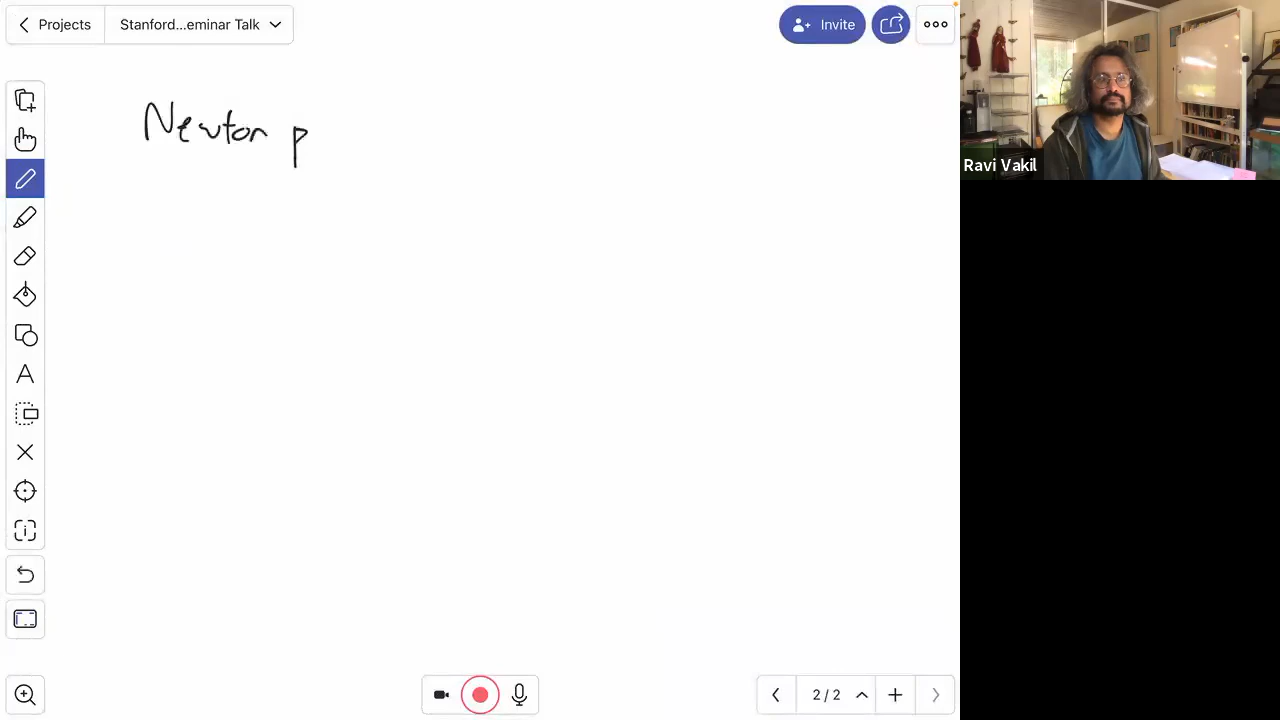 Projects
Stanford...eminar Talk
Invite
Newton p
Ravi Vakil
2 / 2